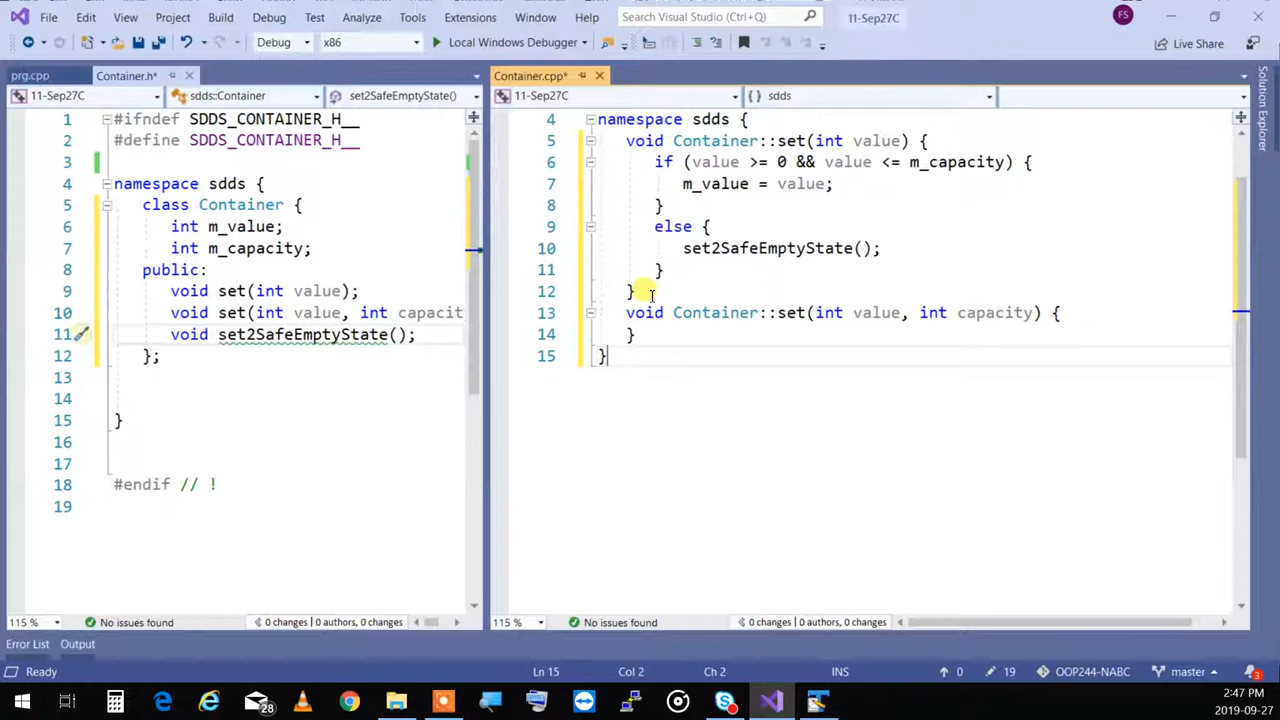 File Edit View Project Build Debug Test Analyze Tools Extensions Window Help Search Visual Studio (Ctrl+Q) 11-Sep27C FS
Debug x86 Local Windows Debugger Live Share
prg.cpp Container.h*
11-Sep27C sdds::Container set2SafeEmptyState()
1 #ifndef SDDS_CONTAINER_H__
2 #define SDDS_CONTAINER_H__
3
4 namespace sdds {
5 class Container {
6 int m_value;
7 int m_capacity;
8 public:
9 void set(int value);
10 void set(int value, int capacit
11 void set2SafeEmptyState();
12 };
13
14
15 }
16
17
18 #endif // !
19
115 % No issues found 0 changes | 0 authors, 0 changes
Container.cpp*
11-Sep27C sdds
4 namespace sdds {
5 void Container::set(int value) {
6 if (value >= 0 && value <= m_capacity) {
7 m_value = value;
8 }
9 else {
10 set2SafeEmptyState();
11 }
12 }
13 void Container::set(int value, int capacity) {
14 }
15 }
115 % No issues found 0 changes | 0 authors, 0 changes
Solution Explorer
Error List Output
Ready Ln 15 Col 2 Ch 2 INS 0 19 OOP244-NABC master 3
28
2:47 PM
2019-09-27